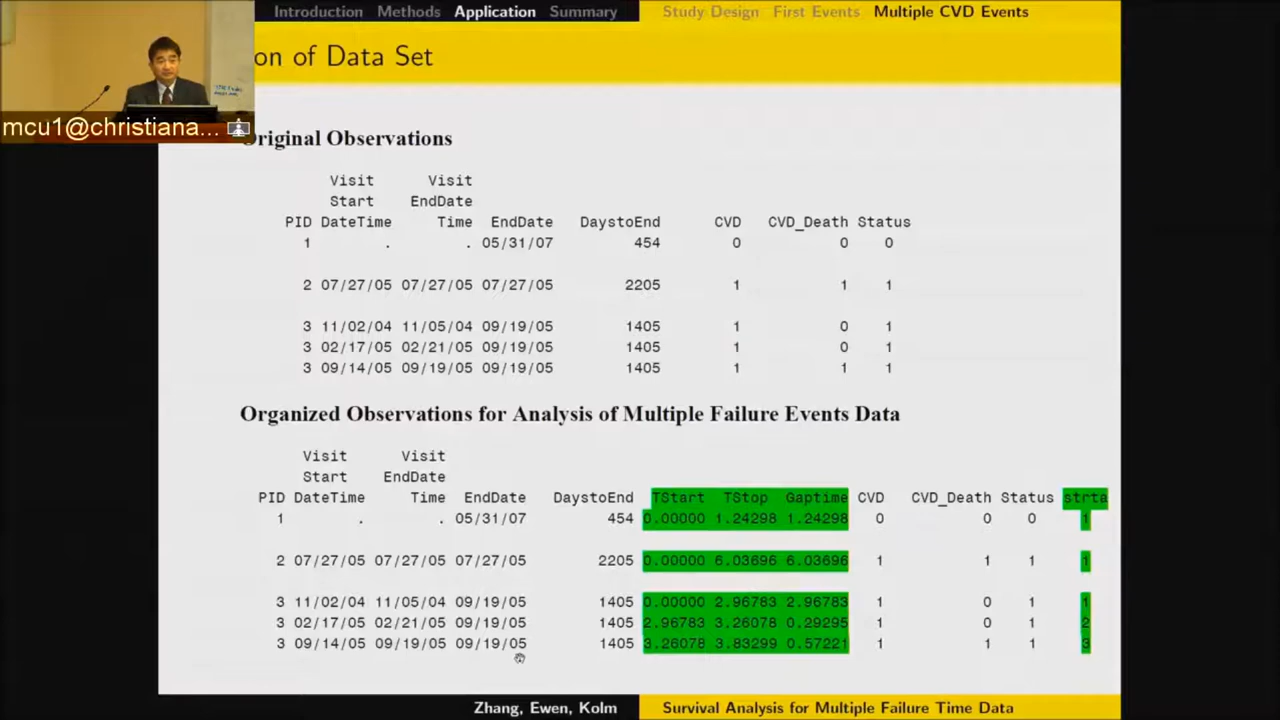 Introduction Methods Application Summary Study Design First Events Multiple CVD Events
on of Data Set
mcu1@christiana...
riginal Observations
Visit Visit
Start EndDate
PID DateTime Time EndDate DaystoEnd CVD CVD_Death Status
1 . . 05/31/07 454 0 0 0
2 07/27/05 07/27/05 07/27/05 2205 1 1 1
3 11/02/04 11/05/04 09/19/05 1405 1 0 1
3 02/17/05 02/21/05 09/19/05 1405 1 0 1
3 09/14/05 09/19/05 09/19/05 1405 1 1 1
Organized Observations for Analysis of Multiple Failure Events Data
Visit Visit
Start EndDate
PID DateTime Time EndDate DaystoEnd TStart TStop Gaptime CVD CVD_Death Status strta
1 . . 05/31/07 454 0.00000 1.24298 1.24298 0 0 0 1
2 07/27/05 07/27/05 07/27/05 2205 0.00000 6.03696 6.03696 1 1 1 1
3 11/02/04 11/05/04 09/19/05 1405 0.00000 2.96783 2.96783 1 0 1 1
3 02/17/05 02/21/05 09/19/05 1405 2.96783 3.26078 0.29295 1 0 1 2
3 09/14/05 09/19/05 09/19/05 1405 3.26078 3.83299 0.57221 1 1 1 3
Zhang, Ewen, Kolm Survival Analysis for Multiple Failure Time Data